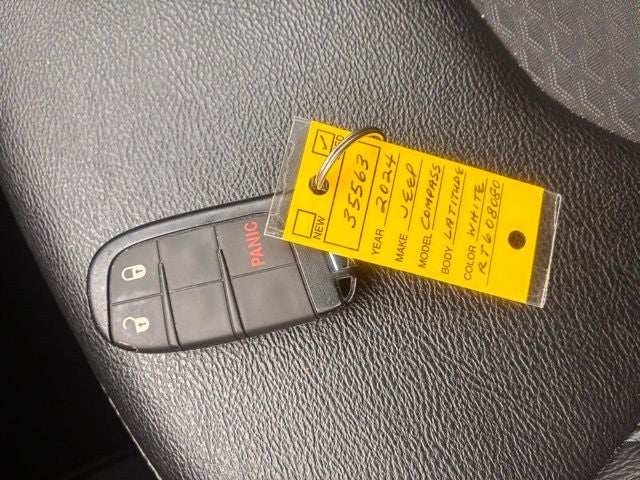 PANIC
NEW
35563
YEAR 2024
MAKE JEEP
MODEL COMPASS
BODY LATITUDE
COLOR WHITE
RT608080